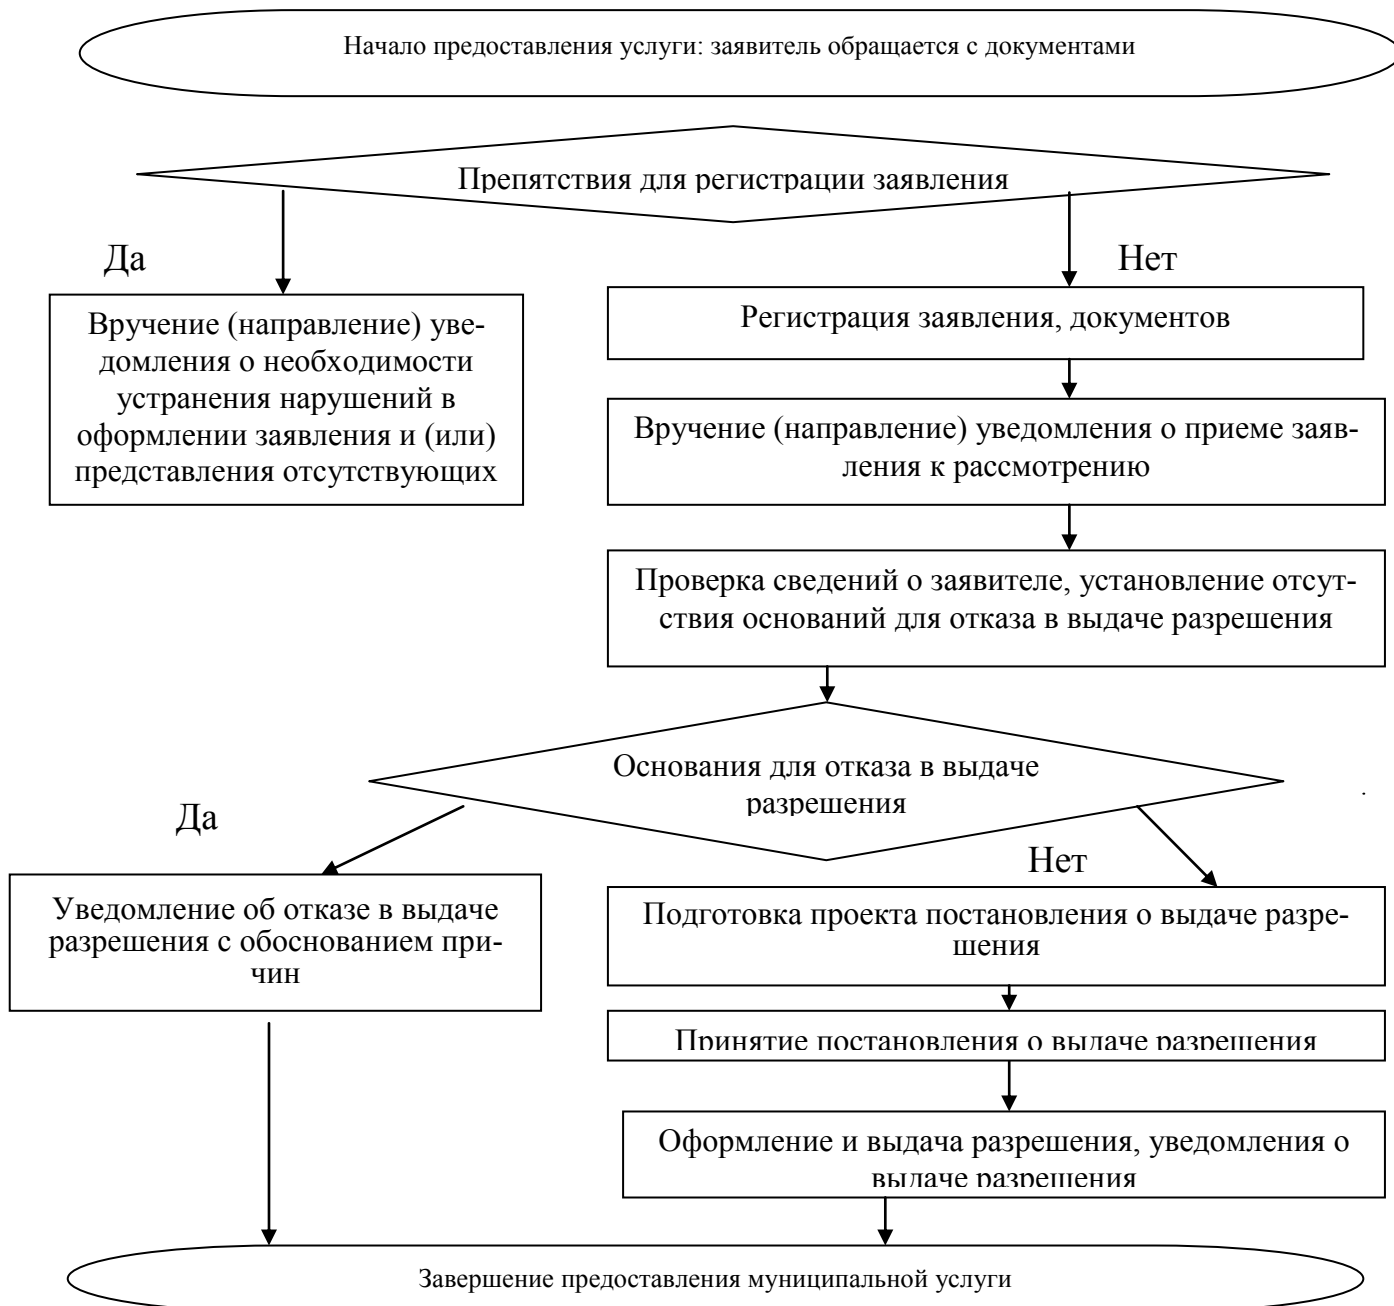 Начало предоставления услуги: заявитель обращается с документами
Препятствия для регистрации заявления
Да
Нет
Вручение (направление) уве-
домления о необходимости
устранения нарушений в
оформлении заявления и (или)
представления отсутствующих
Регистрация заявления, документов
Вручение (направление) уведомления о приеме заяв-
ления к рассмотрению
Проверка сведений о заявителе, установление отсут-
ствия оснований для отказа в выдаче разрешения
Основания для отказа в выдаче
разрешения
Да
Нет
Уведомление об отказе в выдаче
разрешения с обоснованием при-
чин
Подготовка проекта постановления о выдаче разре-
шения
Принятие постановления о выдаче разрешения
Оформление и выдача разрешения, уведомления о
выдаче разрешения
Завершение предоставления муниципальной услуги